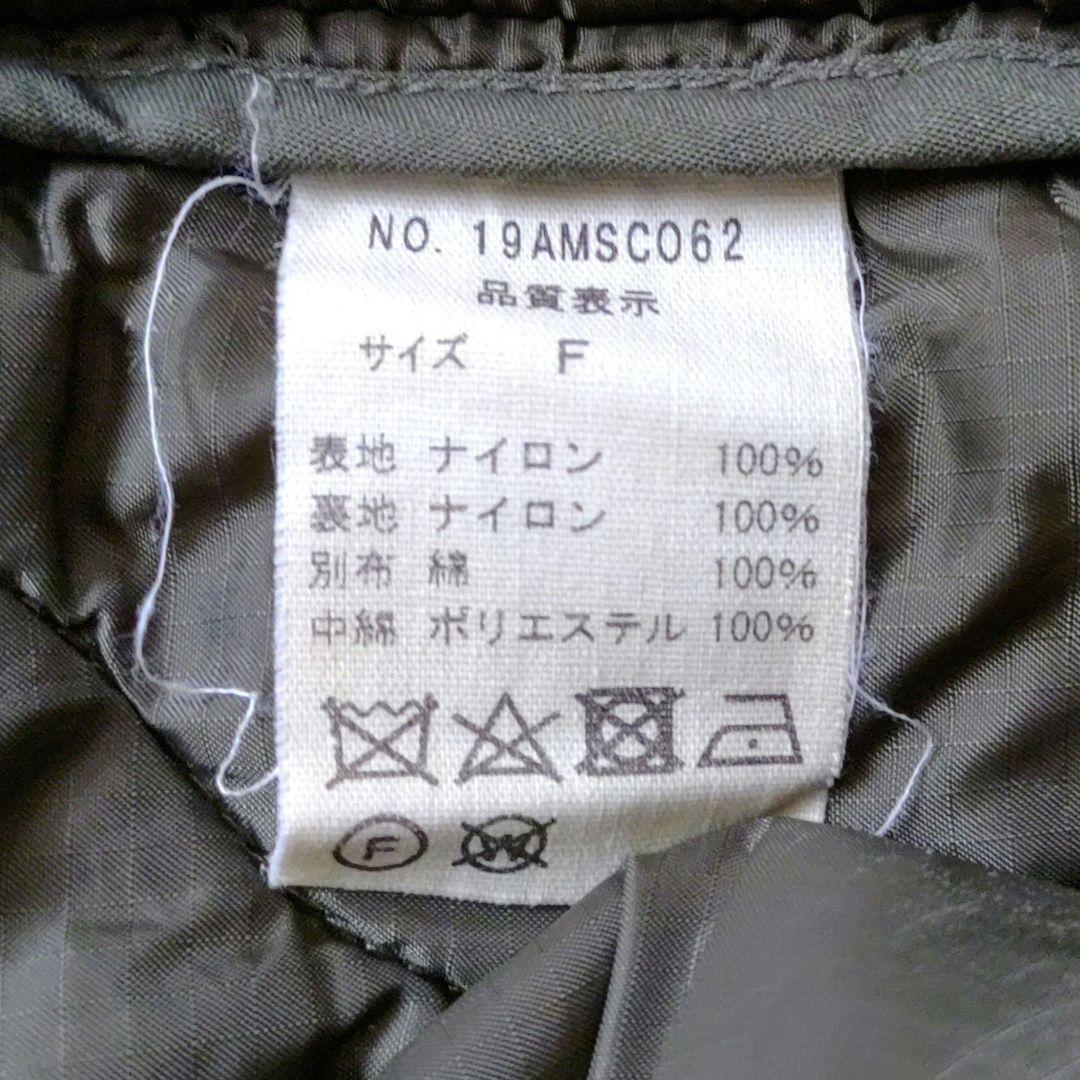 NO. 19AMSC062
品質表示
サイズ F
表地 ナイロン 100%
裏地 ナイロン 100%
別布 綿 100%
中綿 ポリエステル 100%
F W